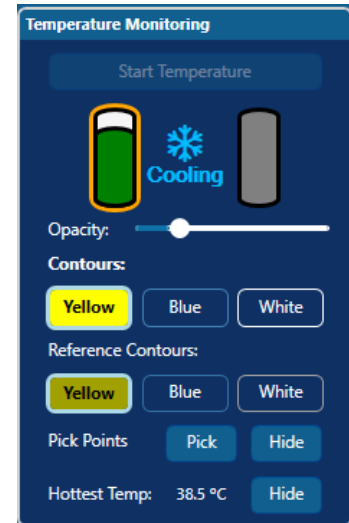 Temperature Monitoring
Start Temperature
Cooling
Opacity:
Contours:
Yellow Blue White
Reference Contours:
Yellow Blue White
Pick Points Pick Hide
Hottest Temp: 38.5 ºC Hide